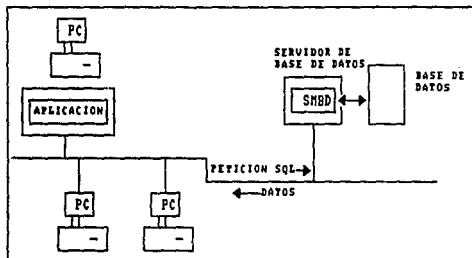 PC
APLICACION
SERVIDOR DE
BASE DE DATOS
SMBD
BASE DE
DATOS
PETICION SQL
DATOS
PC
PC